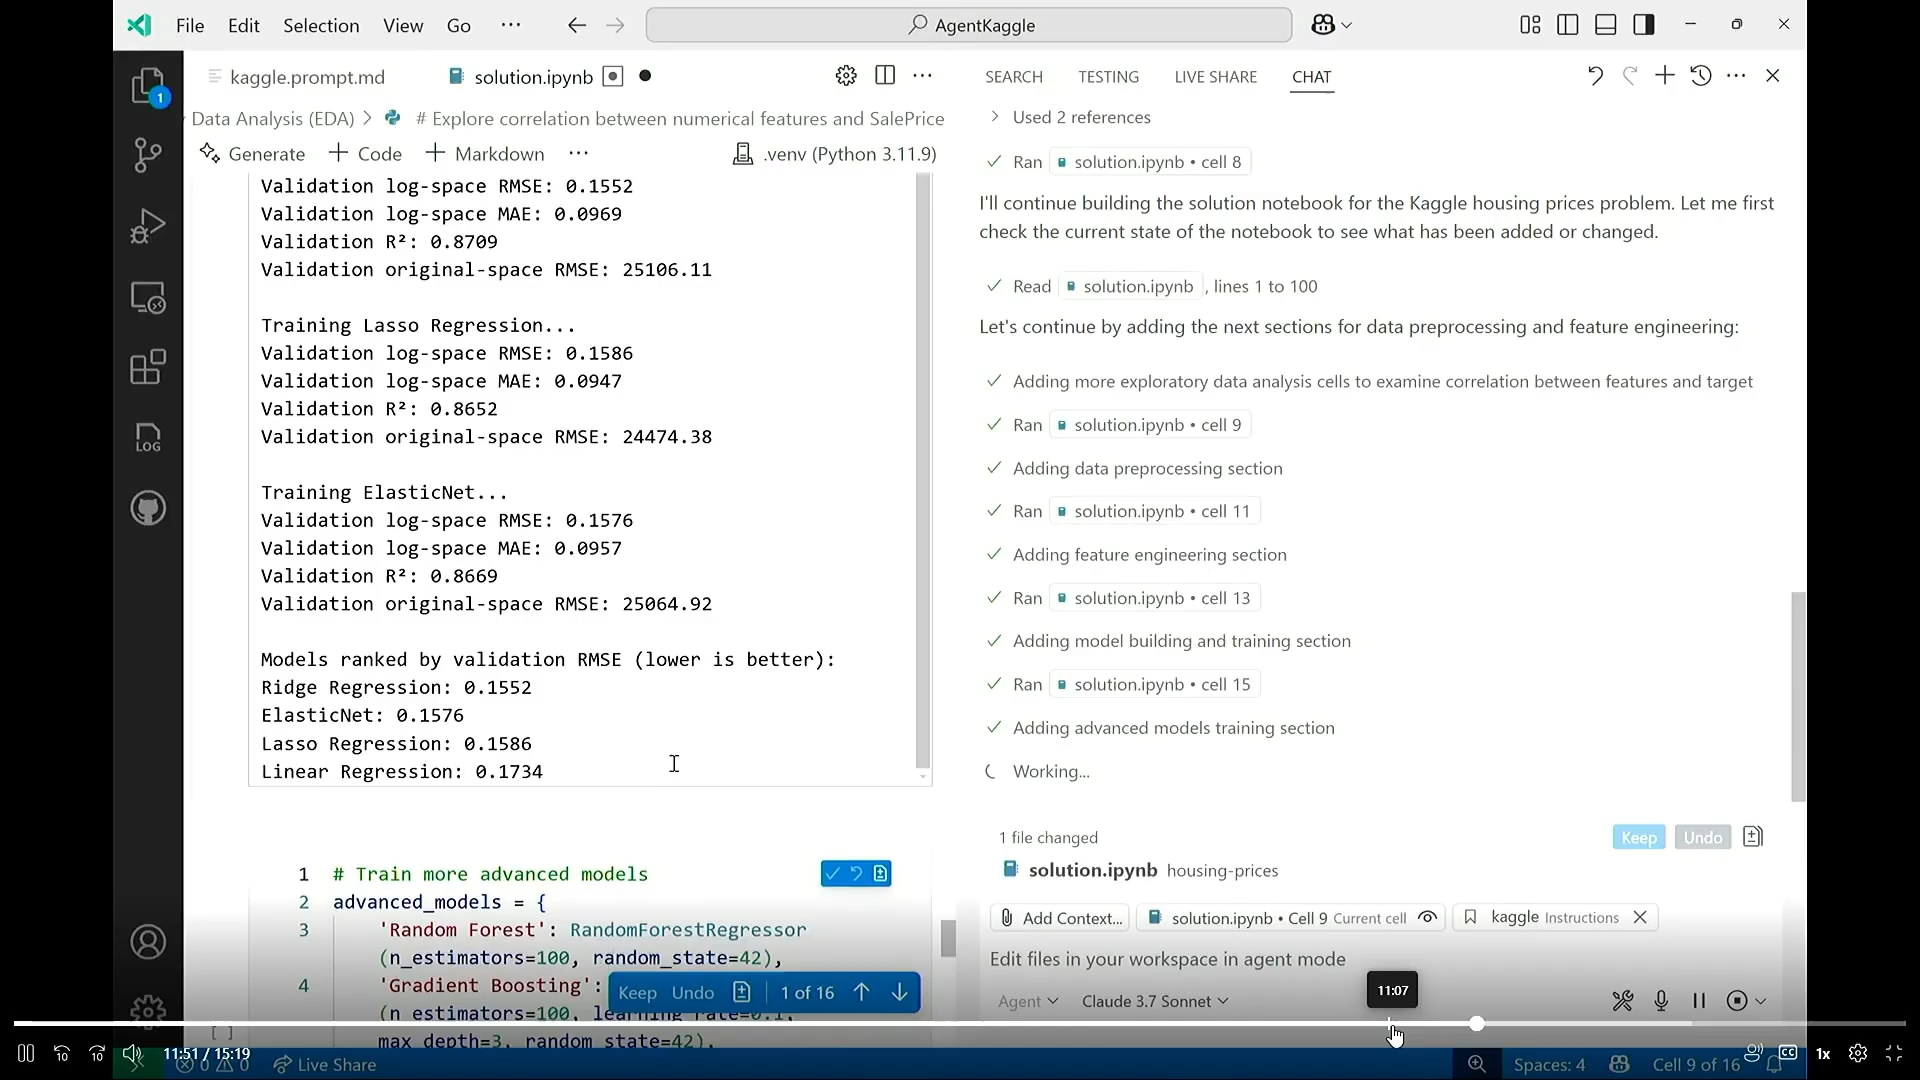 File Edit Selection View Go ··· AgentKaggle
kaggle.prompt.md solution.ipynb ···
Data Analysis (EDA) > # Explore correlation between numerical features and SalePrice
Generate + Code + Markdown ··· .venv (Python 3.11.9)
Validation log-space RMSE: 0.1552
Validation log-space MAE: 0.0969
Validation R²: 0.8709
Validation original-space RMSE: 25106.11
Training Lasso Regression...
Validation log-space RMSE: 0.1586
Validation log-space MAE: 0.0947
Validation R²: 0.8652
Validation original-space RMSE: 24474.38
Training ElasticNet...
Validation log-space RMSE: 0.1576
Validation log-space MAE: 0.0957
Validation R²: 0.8669
Validation original-space RMSE: 25064.92
Models ranked by validation RMSE (lower is better):
Ridge Regression: 0.1552
ElasticNet: 0.1576
Lasso Regression: 0.1586
Linear Regression: 0.1734
1 # Train more advanced models
2 advanced_models = {
3 'Random Forest': RandomForestRegressor
(n_estimators=100, random_state=42),
4 'Gradient Boosting':
(n_estimators=100, learning_rate=0.1,
max_depth=3, random_state=42),
Keep Undo 1 of 16
[ ]
1
LOG
SEARCH TESTING LIVE SHARE CHAT ···
> Used 2 references
Ran solution.ipynb • cell 8
I'll continue building the solution notebook for the Kaggle housing prices problem. Let me first
check the current state of the notebook to see what has been added or changed.
Read solution.ipynb , lines 1 to 100
Let's continue by adding the next sections for data preprocessing and feature engineering:
Adding more exploratory data analysis cells to examine correlation between features and target
Ran solution.ipynb • cell 9
Adding data preprocessing section
Ran solution.ipynb • cell 11
Adding feature engineering section
Ran solution.ipynb • cell 13
Adding model building and training section
Ran solution.ipynb • cell 15
Adding advanced models training section
Working...
1 file changed Keep Undo
solution.ipynb housing-prices
Add Context... solution.ipynb • Cell 9 Current cell kaggle Instructions
Edit files in your workspace in agent mode
Agent Claude 3.7 Sonnet
11:07
10 10 11:51 / 15:19 CC 1x
0 0 Live Share Spaces: 4 Cell 9 of 16